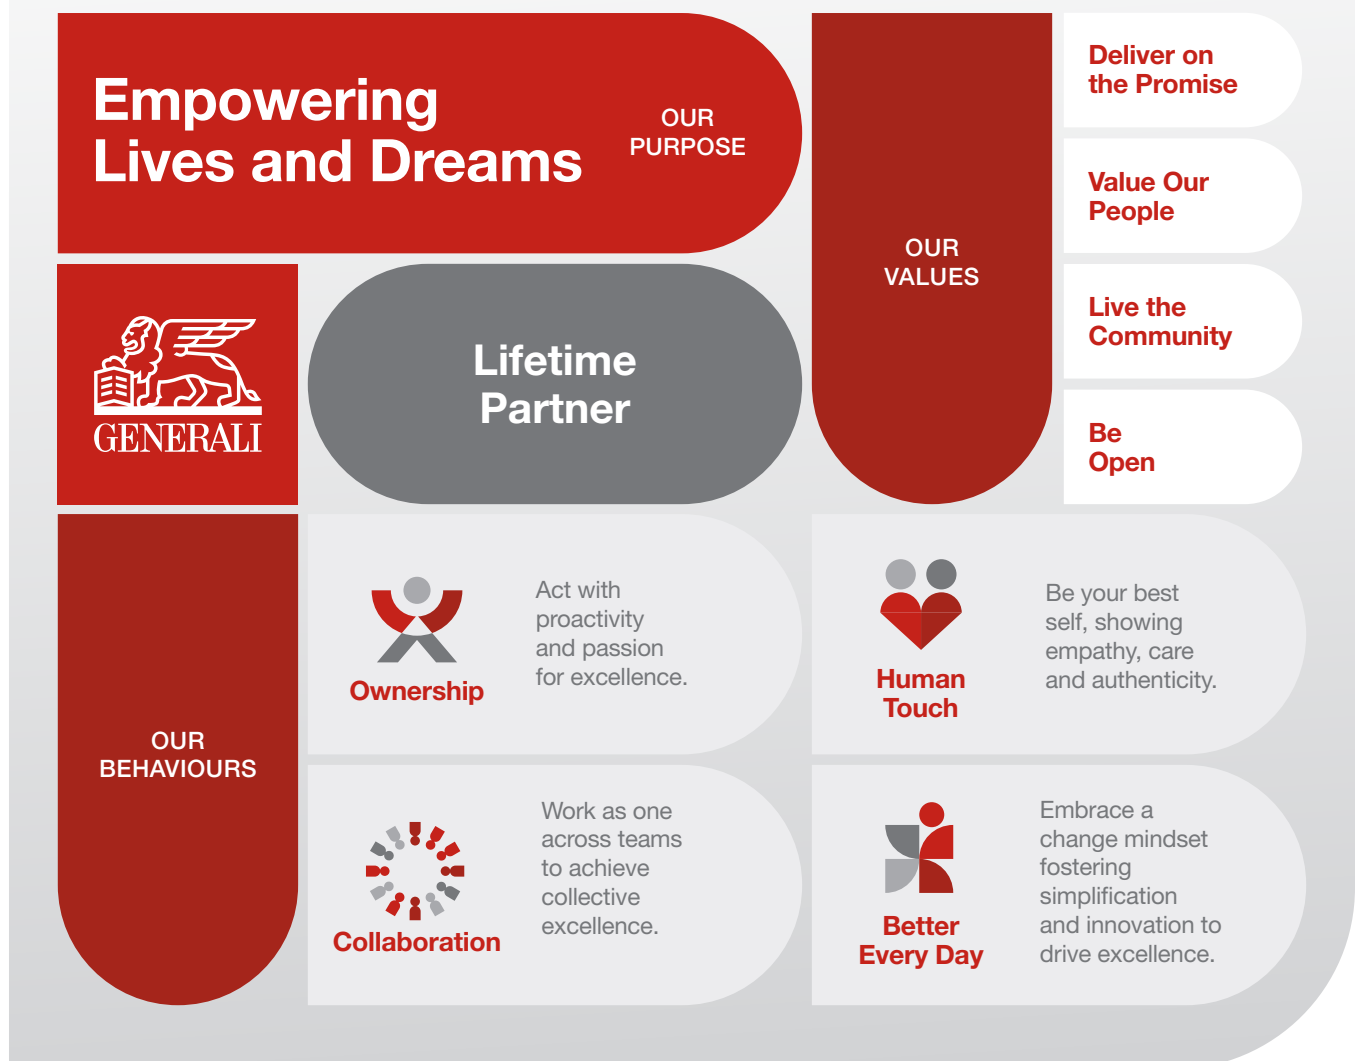 Empowering
Lives and Dreams
OUR
PURPOSE
OUR
VALUES
Deliver on
the Promise
Value Our
People
Live the
Community
Be
Open
GENERALI
Lifetime
Partner
OUR
BEHAVIOURS
Ownership
Act with
proactivity
and passion
for excellence.
Human
Touch
Be your best
self, showing
empathy, care
and authenticity.
Collaboration
Work as one
across teams
to achieve
collective
excellence.
Better
Every Day
Embrace a
change mindset
fostering
simplification
and innovation to
drive excellence.